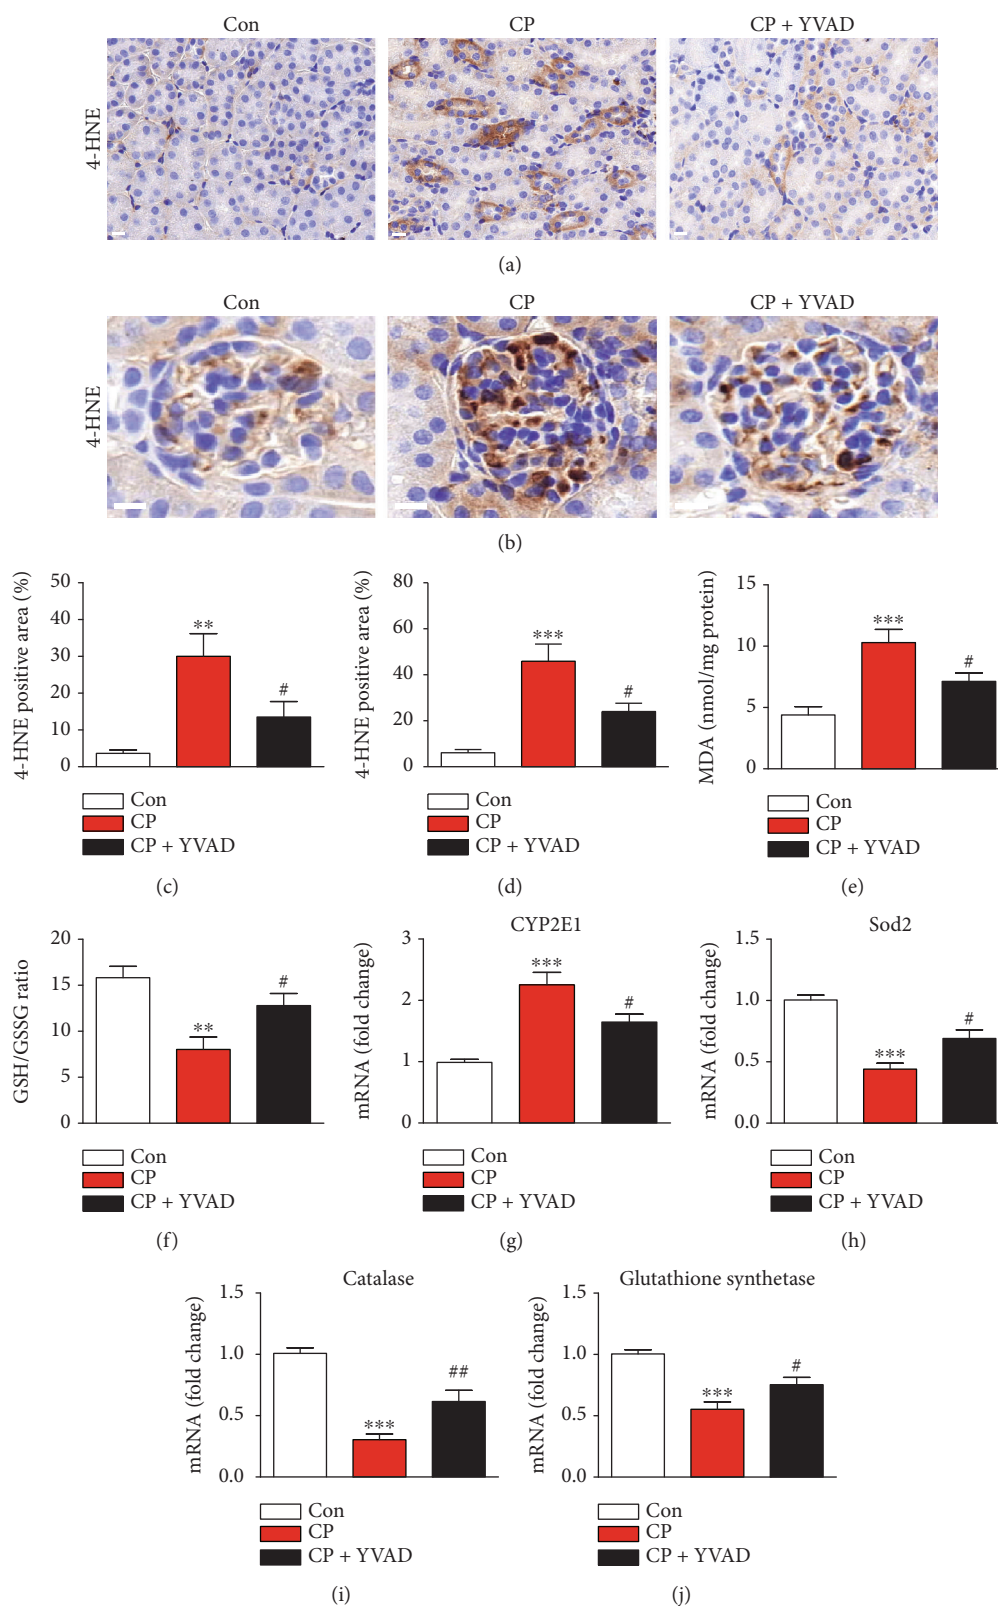 Con CP CP + YVAD
4-HNE
(a)
Con CP CP + YVAD
4-HNE
(b)
4-HNE positive area (%)
50
40
30
20
10
0
**
#
Con
CP
CP + YVAD
(c)
4-HNE positive area (%)
80
60
40
20
0
***
#
Con
CP
CP + YVAD
(d)
MDA (nmol/mg protein)
15
10
5
0
***
#
Con
CP
CP + YVAD
(e)
GSH/GSSG ratio
20
15
10
5
0
**
#
Con
CP
CP + YVAD
(f)
CYP2E1
mRNA (fold change)
3
2
1
0
***
#
Con
CP
CP + YVAD
(g)
Sod2
mRNA (fold change)
1.5
1.0
0.5
0.0
***
#
Con
CP
CP + YVAD
(h)
Catalase
mRNA (fold change)
1.5
1.0
0.5
0.0
***
##
Con
CP
CP + YVAD
(i)
Glutathione synthetase
mRNA (fold change)
1.5
1.0
0.5
0.0
***
#
Con
CP
CP + YVAD
(j)